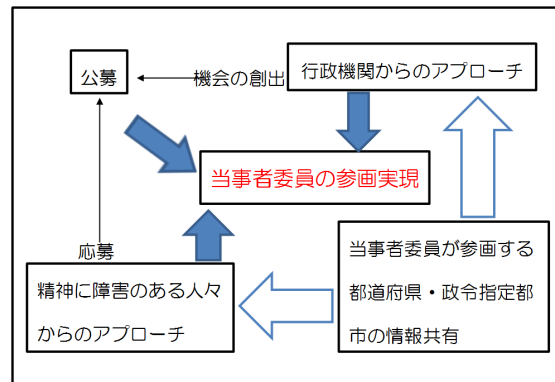 公募
機会の創出
行政機関からのアプローチ
当事者委員の参画実現
応募
精神に障害のある人々
からのアプローチ
当事者委員が参画する
都道府県・政令指定都
市の情報共有